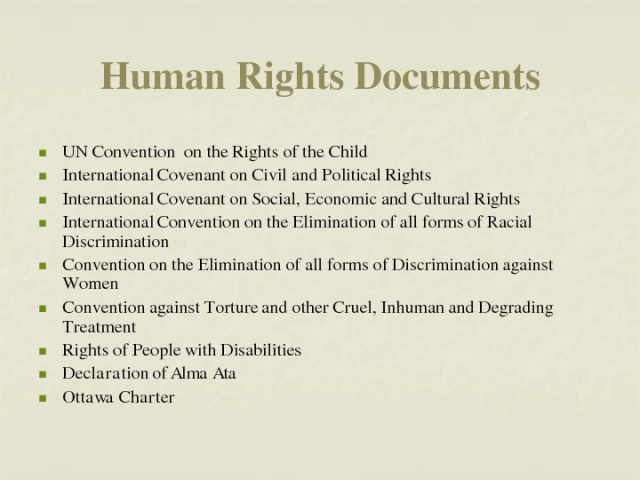 Human Rights Documents
UN Convention on the Rights of the Child
International Covenant on Civil and Political Rights
International Covenant on Social, Economic and Cultural Rights
International Convention on the Elimination of all forms of Racial
Discrimination
Convention on the Elimination of all forms of Discrimination against
Women
Convention against Torture and other Cruel, Inhuman and Degrading
Treatment
Rights of People with Disabilities
Declaration of Alma Ata
Ottawa Charter